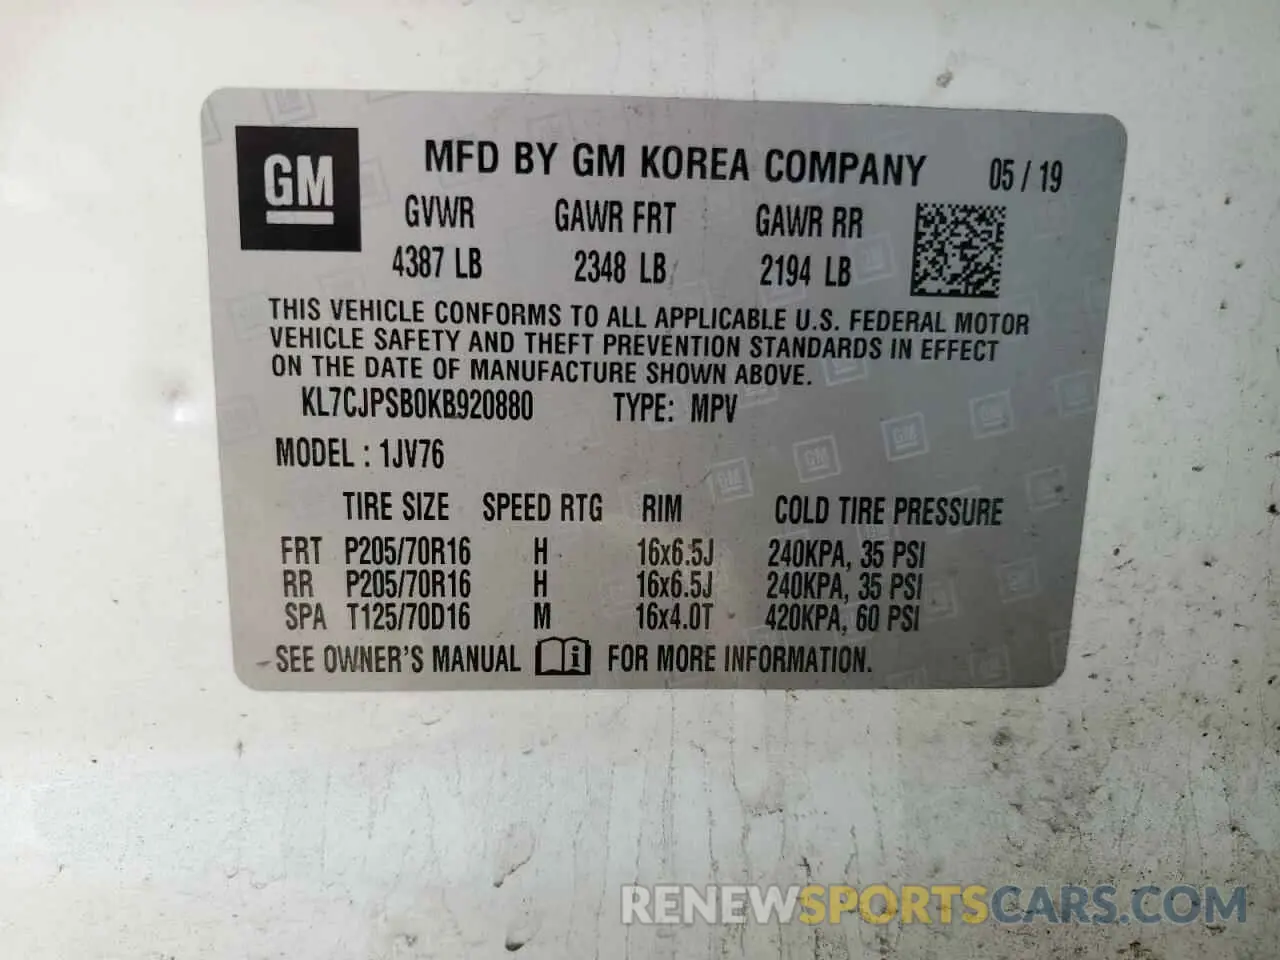 GM
MFD BY GM KOREA COMPANY 05 / 19
GVWR GAWR FRT GAWR RR
4387 LB 2348 LB 2194 LB
THIS VEHICLE CONFORMS TO ALL APPLICABLE U.S. FEDERAL MOTOR
VEHICLE SAFETY AND THEFT PREVENTION STANDARDS IN EFFECT
ON THE DATE OF MANUFACTURE SHOWN ABOVE.
KL7CJPSB0KB920880 TYPE: MPV
MODEL : 1JV76
TIRE SIZE SPEED RTG RIM COLD TIRE PRESSURE
FRT P205/70R16 H 16x6.5J 240KPA, 35 PSI
RR P205/70R16 H 16x6.5J 240KPA, 35 PSI
SPA T125/70D16 M 16x4.0T 420KPA, 60 PSI
SEE OWNER'S MANUAL i FOR MORE INFORMATION.
RENEWSPORTSCARS.COM